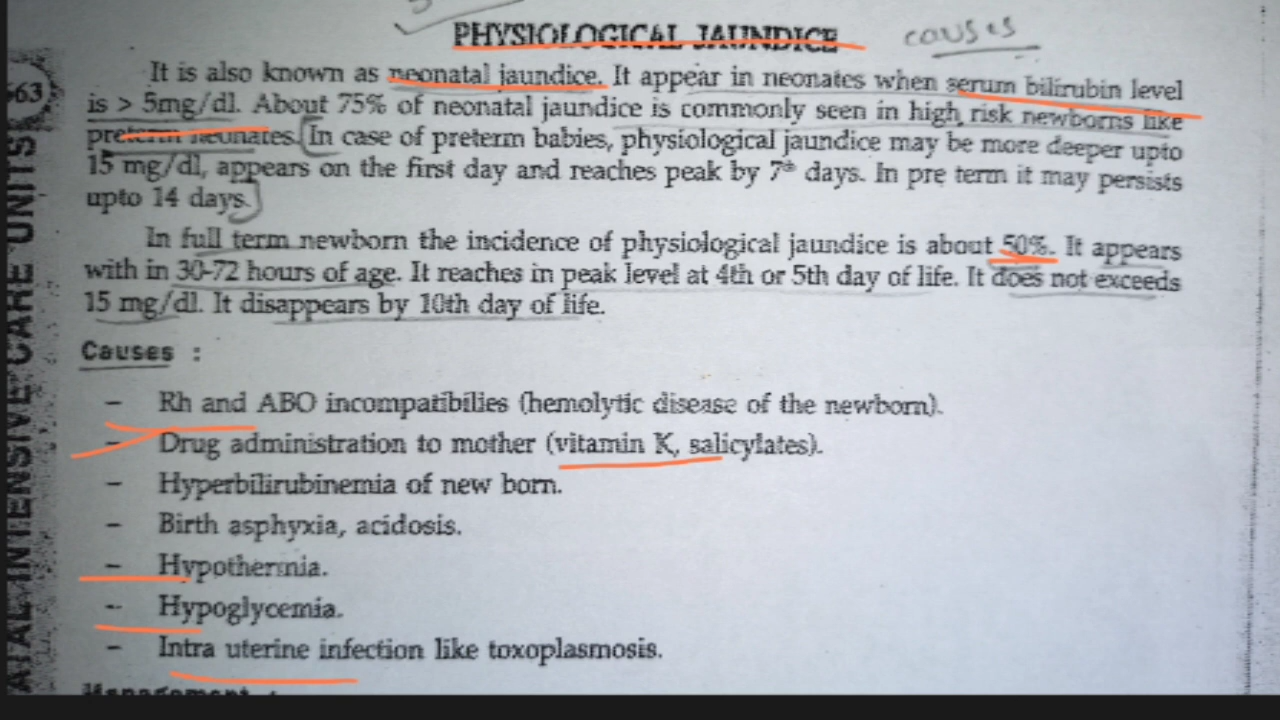 PHYSIOLOGICAL JAUNDICE
causes
It is also known as neonatal jaundice. It appear in neonates when serum bilirubin level
is > 5mg/dl. About 75% of neonatal jaundice is commonly seen in high risk newborns like
preterm neonates. (In case of preterm babies, physiological jaundice may be more deeper upto
15 mg/dl, appears on the first day and reaches peak by 7th days. In pre term it may persists
upto 14 days.)
In full term newborn the incidence of physiological jaundice is about 50%. It appears
with in 30-72 hours of age. It reaches in peak level at 4th or 5th day of life. It does not exceeds
15 mg/dl. It disappears by 10th day of life.
Causes :
- Rh and ABO incompatibilies (hemolytic disease of the newborn).
- Drug administration to mother (vitamin K, salicylates).
- Hyperbilirubinemia of new born.
- Birth asphyxia, acidosis.
- Hypothermia.
- Hypoglycemia.
- Intra uterine infection like toxoplasmosis.
63
ATAL INTENSIVE CARE UNITS